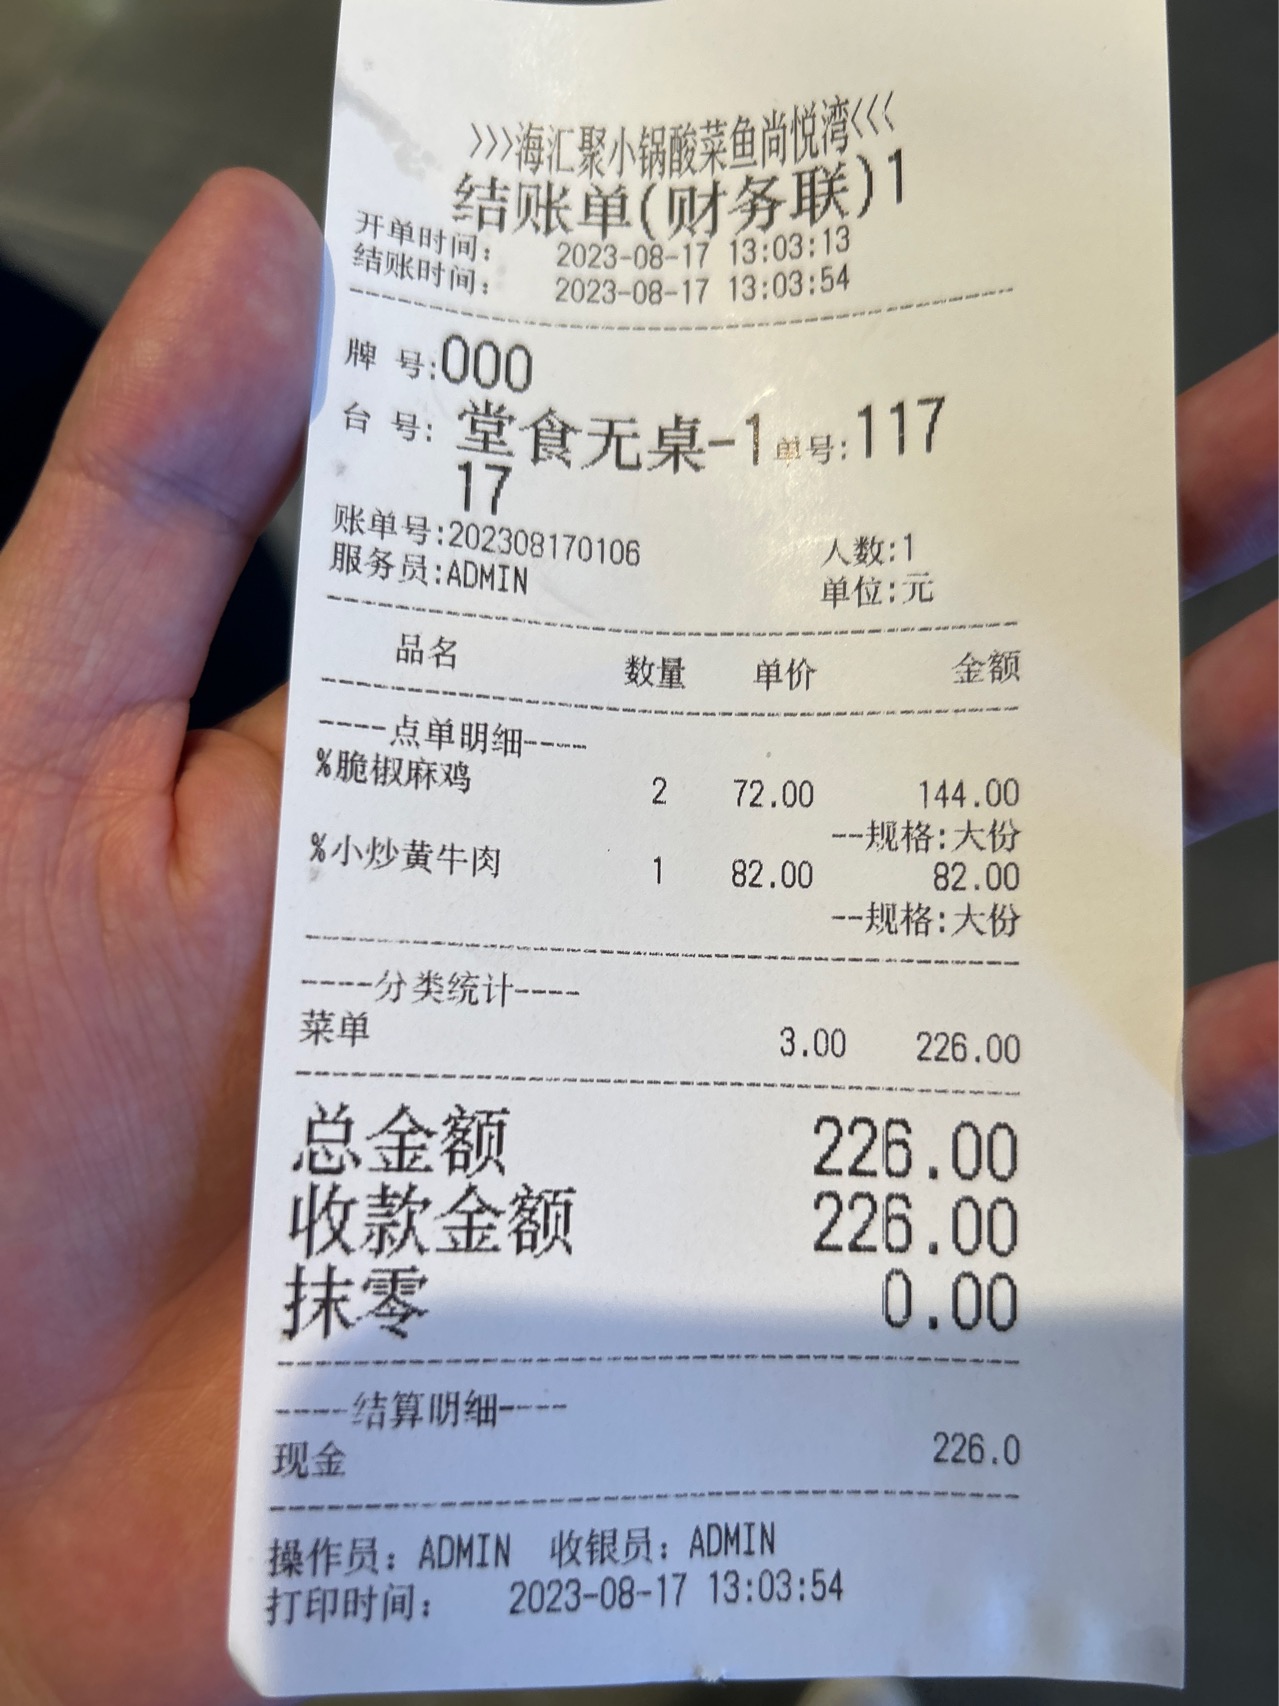 >>>海汇聚小锅酸菜鱼尚悦湾<<<
结账单(财务联)1
开单时间： 2023-08-17 13:03:13
结账时间： 2023-08-17 13:03:54
牌 号:000
台 号: 堂食无桌-1 单号:117
17
账单号:202308170106 人数:1
服务员:ADMIN 单位:元
品名 数量 单价 金额
----点单明细----
%脆椒麻鸡 2 72.00 144.00
--规格:大份
%小炒黄牛肉 1 82.00 82.00
--规格:大份
----分类统计----
菜单 3.00 226.00
总金额 226.00
收款金额 226.00
抹零 0.00
----结算明细----
现金 226.0
操作员：ADMIN 收银员：ADMIN
打印时间： 2023-08-17 13:03:54